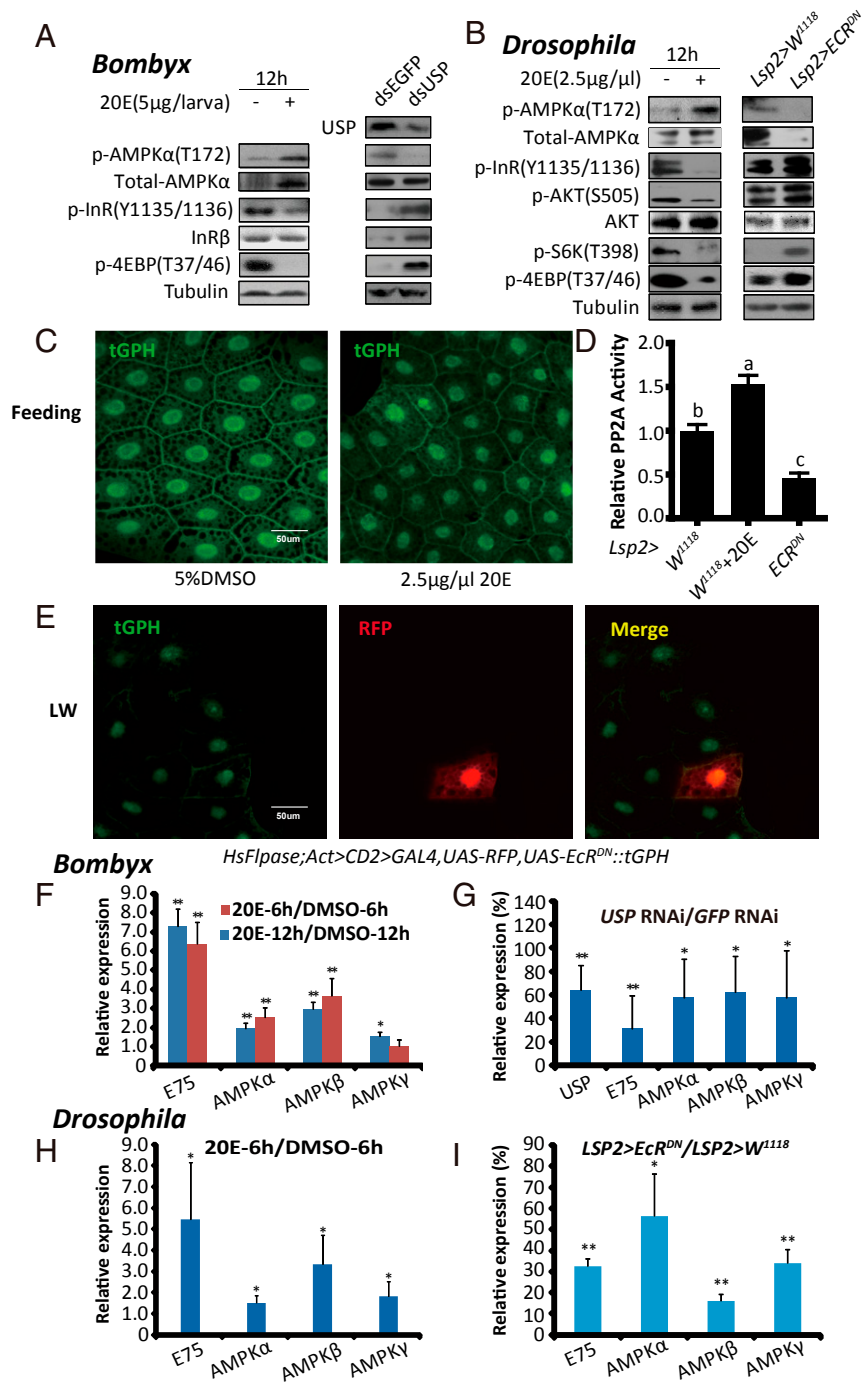 A
Bombyx
12h
20E(5µg/larva)
- +
dsEGFP
dsUSP
USP
p-AMPKα(T172)
Total-AMPKα
p-InR(Y1135/1136)
InRβ
p-4EBP(T37/46)
Tubulin
B
Drosophila
12h
20E(2.5µg/µl)
- +
Lsp2>W1118
Lsp2>ECRDN
p-AMPKα(T172)
Total-AMPKα
p-InR(Y1135/1136)
p-AKT(S505)
AKT
p-S6K(T398)
p-4EBP(T37/46)
Tubulin
C
Feeding
tGPH
50um
5%DMSO
tGPH
2.5µg/µl 20E
D
Relative PP2A Activity
2.0
1.5
1.0
0.5
0.0
b
a
c
Lsp2>
W1118
W1118+20E
ECRDN
E
LW
tGPH
50um
RFP
Merge
HsFlpase;Act>CD2>GAL4,UAS-RFP,UAS-EcRDN::tGPH
Bombyx
F
Relative expression
9.0
8.0
7.0
6.0
5.0
4.0
3.0
2.0
1.0
20E-6h/DMSO-6h
20E-12h/DMSO-12h
** **
** **
** **
*
E75
AMPKα
AMPKβ
AMPKγ
G
Relative expression (%)
140
120
100
80
60
40
20
0
USP RNAi/GFP RNAi
**
**
*
*
*
USP
E75
AMPKα
AMPKβ
AMPKγ
Drosophila
H
Relative expression
9.0
8.0
7.0
6.0
5.0
4.0
3.0
2.0
1.0
0
20E-6h/DMSO-6h
*
*
*
*
E75
AMPKα
AMPKβ
AMPKγ
I
Relative expression (%)
90
80
70
60
50
40
30
20
10
0
LSP2>EcRDN/LSP2>W1118
**
*
**
**
E75
AMPKα
AMPKβ
AMPKγ